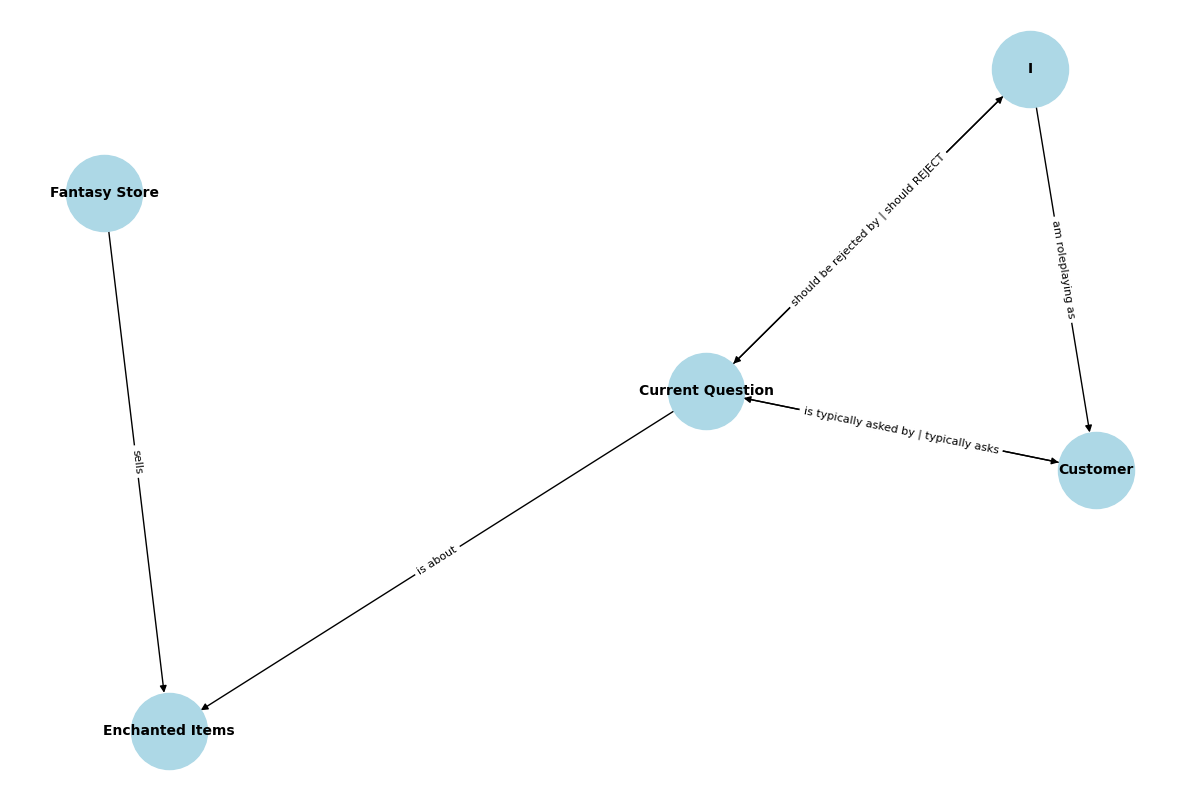 I
Fantasy Store
should be rejected by | should REJECT
am roleplaying as
Current Question
is typically asked by | typically asks
sells
Customer
is about
Enchanted Items